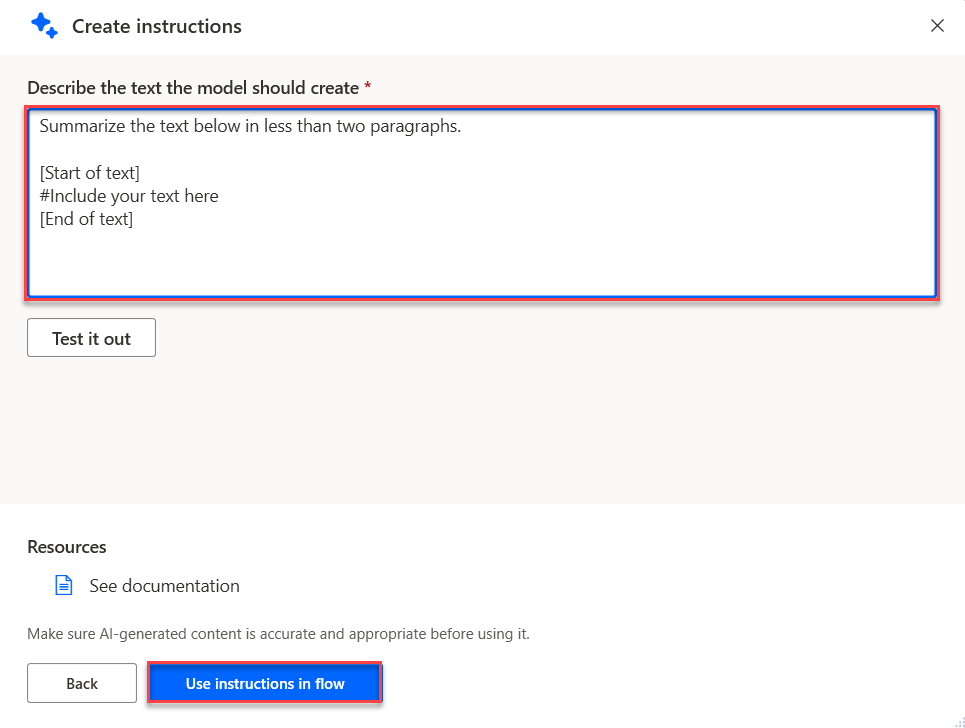 Create instructions
Describe the text the model should create *
Summarize the text below in less than two paragraphs.
[Start of text]
#Include your text here
[End of text]
Test it out
Resources
See documentation
Make sure AI-generated content is accurate and appropriate before using it.
Back
Use instructions in flow